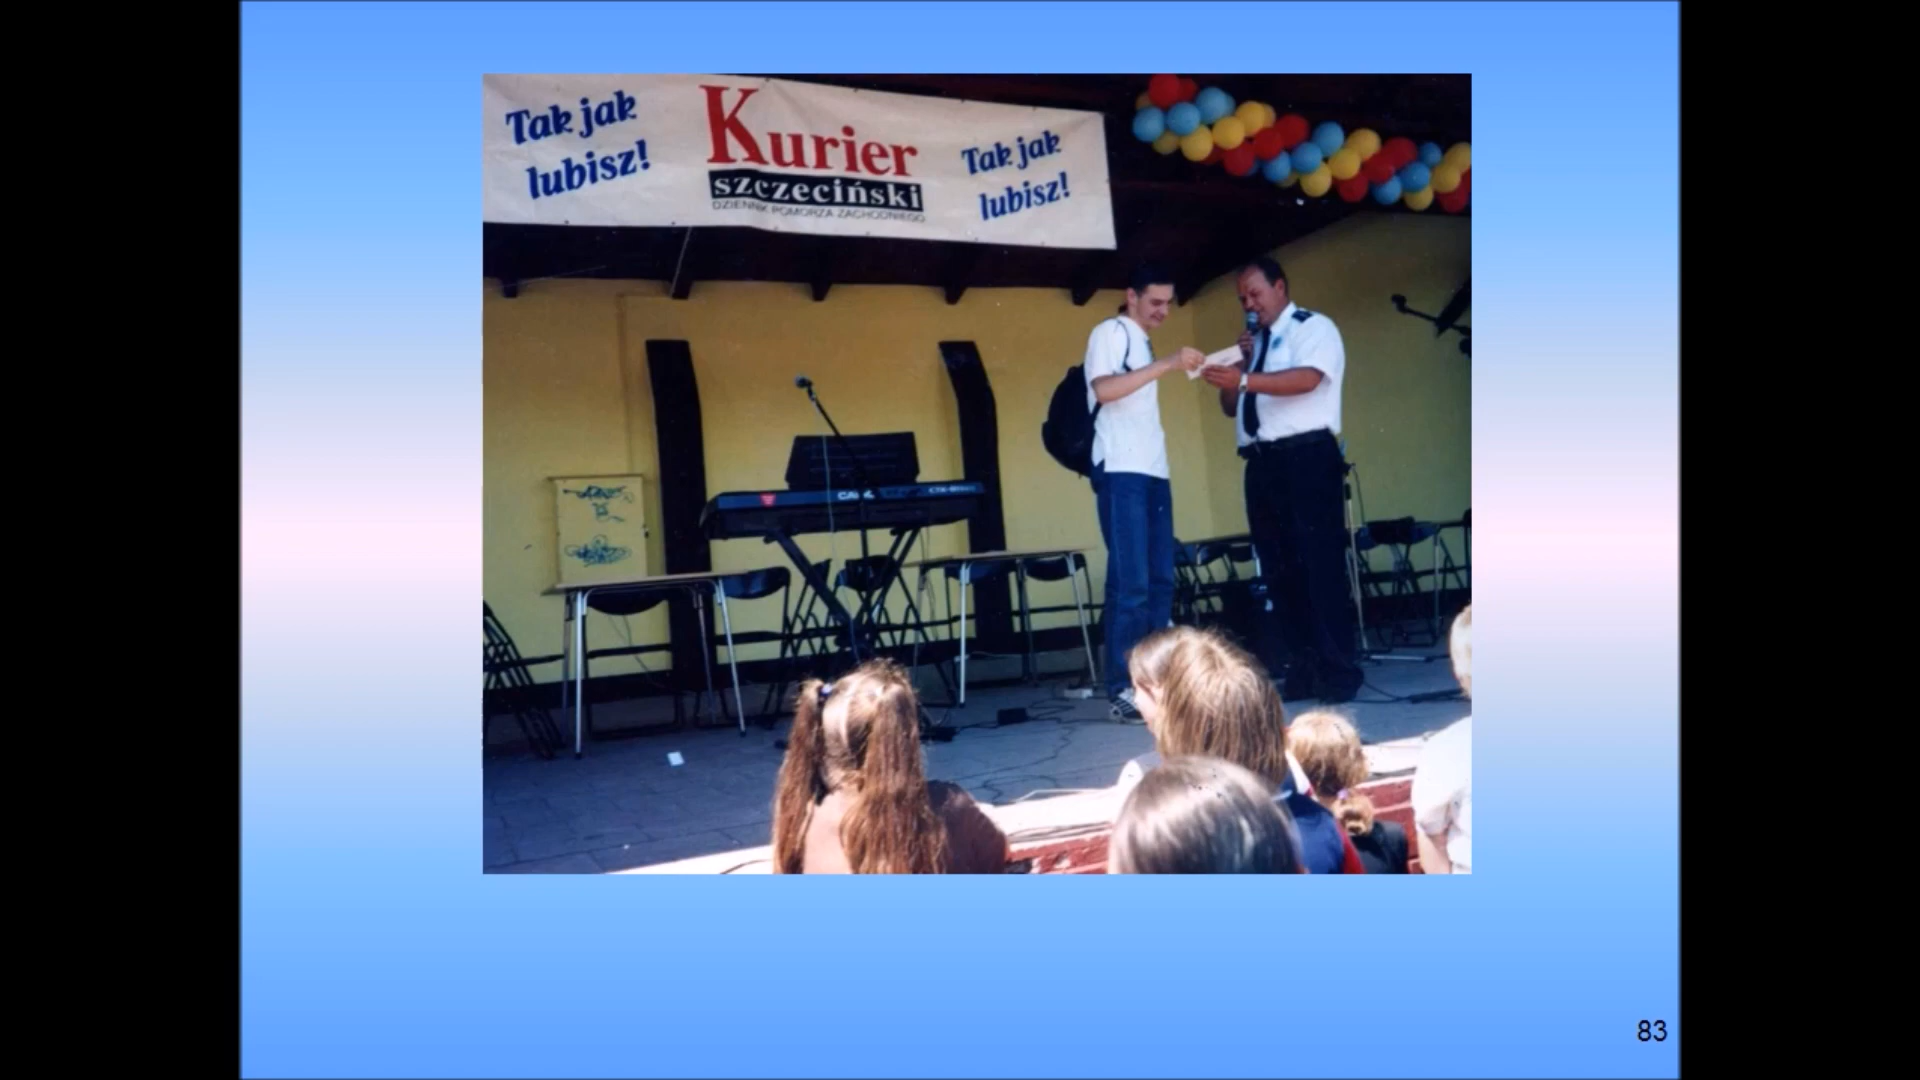 Tak jak
lubisz!
Kurier
szczeciński
DZIENNIK POMORZA ZACHODNIEGO
Tak jak
lubisz!
83